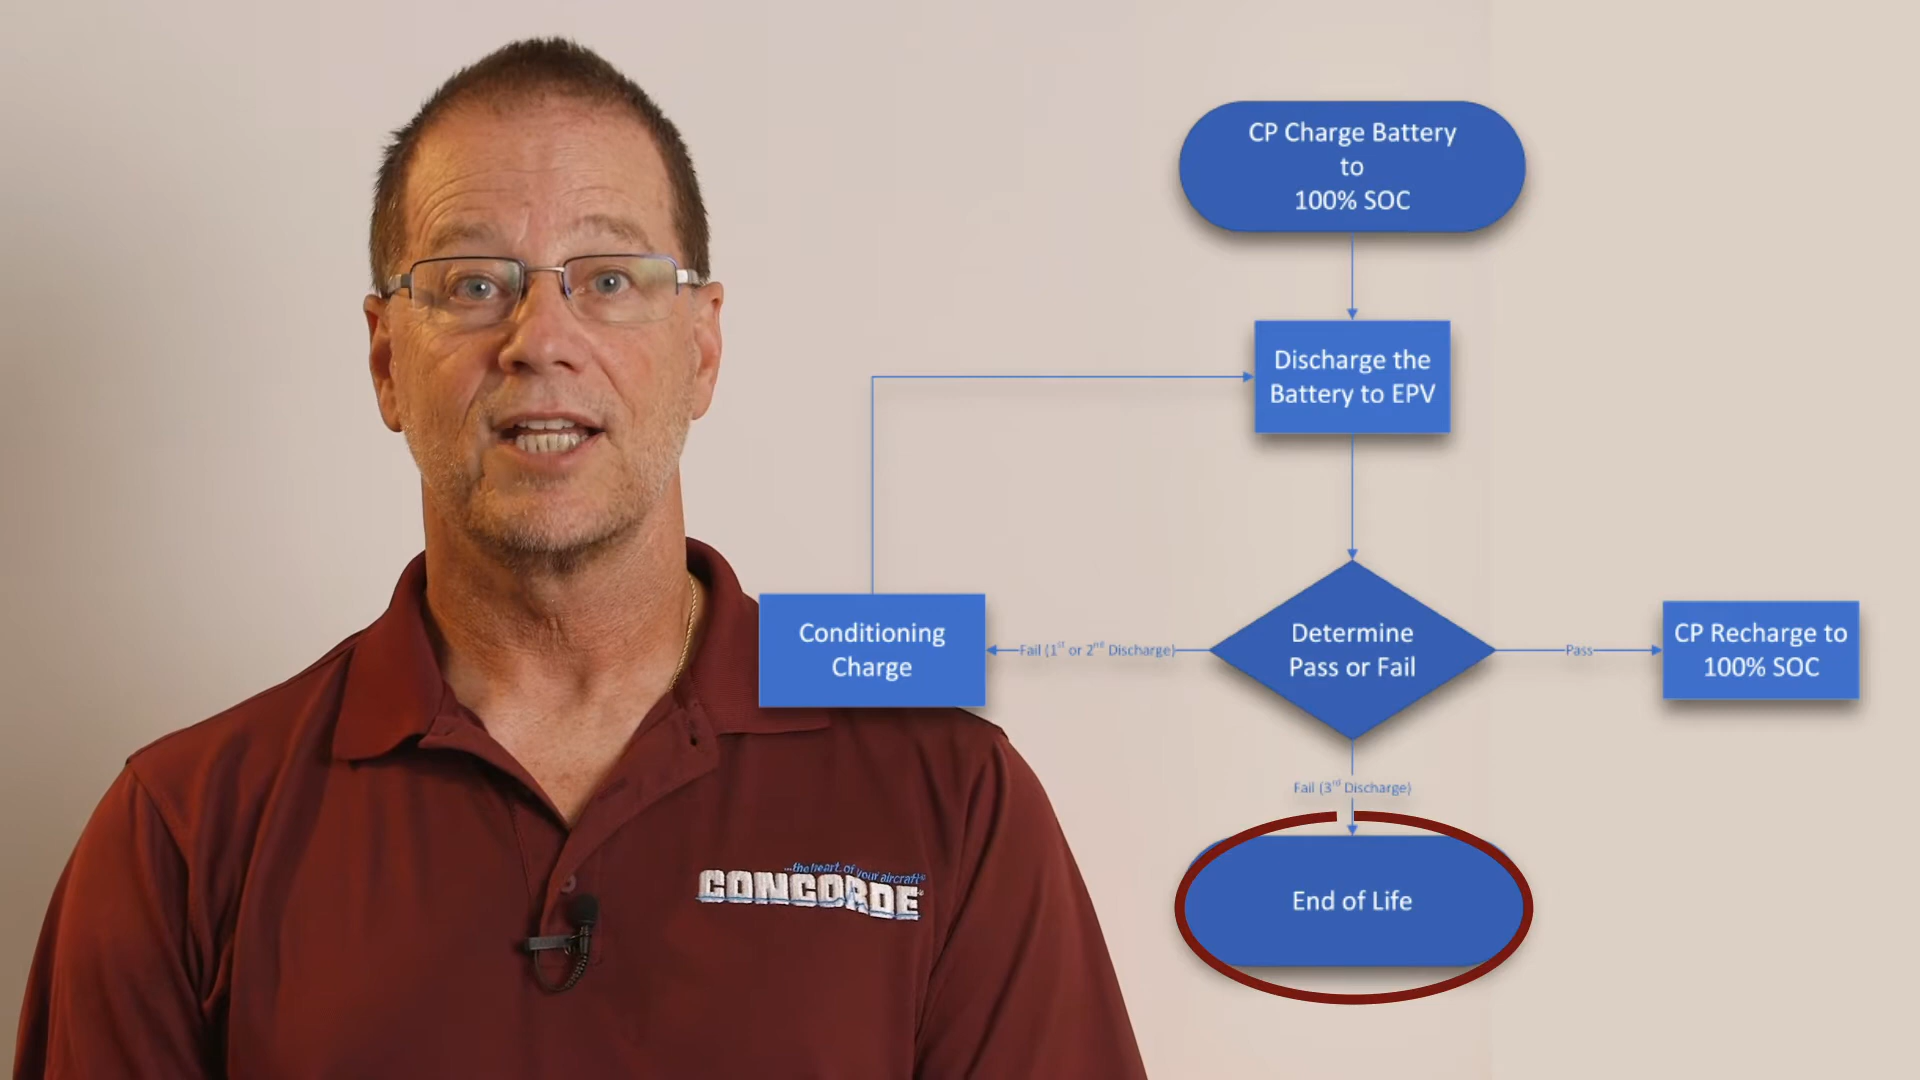 CP Charge Battery
to
100% SOC
Discharge the
Battery to EPV
Conditioning
Charge
Fail (1st or 2nd Discharge)
Determine
Pass or Fail
Pass
CP Recharge to
100% SOC
Fail (3rd Discharge)
End of Life
...the heart of your aircraft®
CONCORDE